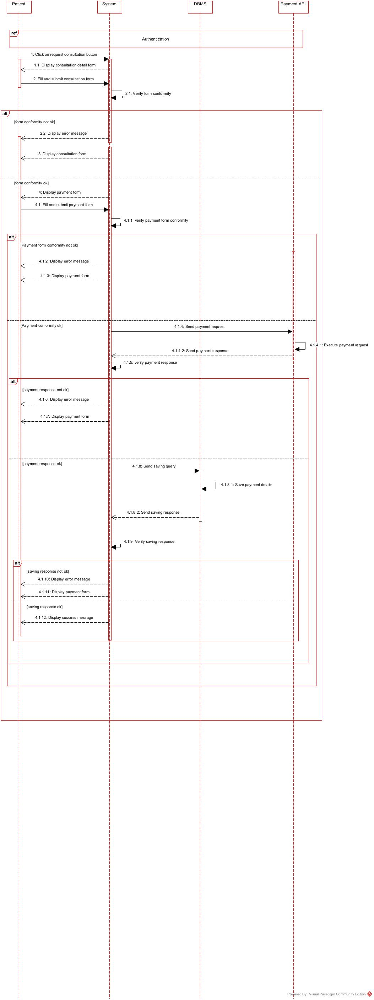 Patient
System
DBMS
Payment API
ref
Authentication
1: Click on request consultation button
1.1: Display consultation detail form
2: Fill and submit consultation form
2.1: Verify form conformity
alt
[form conformity not ok]
2.2: Display error message
3: Display consultation form
[form conformity ok]
4: Display payment form
4.1: Fill and submit payment form
4.1.1: verify payment form conformity
alt
[Payment form conformity not ok]
4.1.2: Display error message
4.1.3: Display payment form
[Payment conformity ok]
4.1.4: Send payment request
4.1.4.1: Execute payment request
4.1.4.2: Send payment response
4.1.5: verify payment response
alt
[payment response not ok]
4.1.6: Display error message
4.1.7: Display payment form
[payment response ok]
4.1.8: Send saving query
4.1.8.1: Save payment details
4.1.8.2: Send saving response
4.1.9: Verify saving response
alt
[saving response not ok]
4.1.10: Display error message
4.1.11: Display payment form
[saving response ok]
4.1.12: Display success message
Powered By Visual Paradigm Community Edition